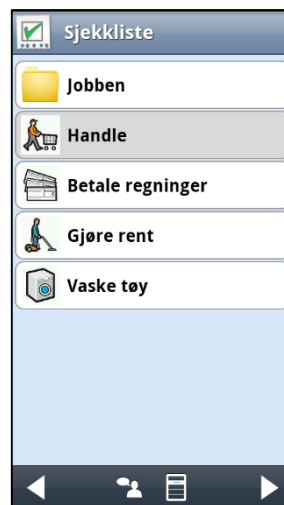 Sjekkliste
Jobben
Handle
Betale regninger
Gjøre rent
Vaske tøy